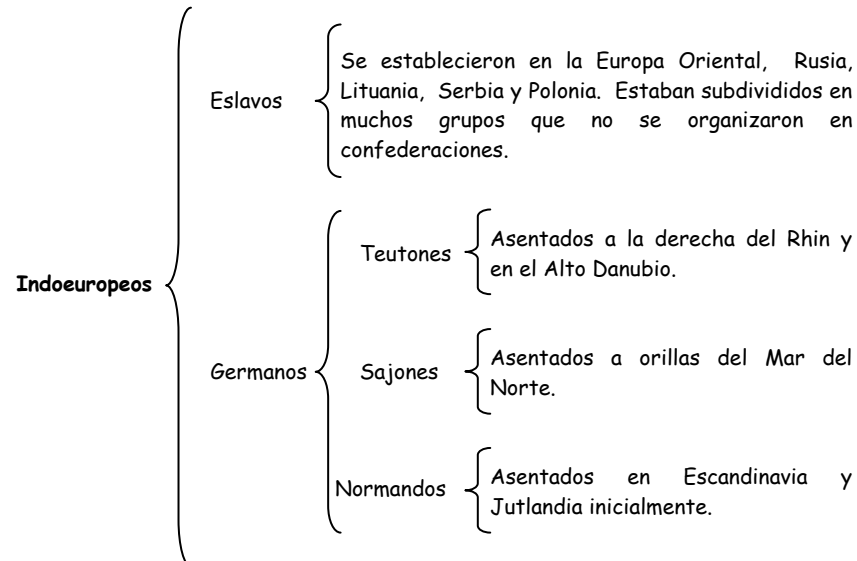 Indoeuropeos
Eslavos
Se establecieron en la Europa Oriental, Rusia,
Lituania, Serbia y Polonia. Estaban subdivididos en
muchos grupos que no se organizaron en
confederaciones.
Germanos
Teutones
Asentados a la derecha del Rhin y
en el Alto Danubio.
Sajones
Asentados a orillas del Mar del
Norte.
Normandos
Asentados en Escandinavia y
Jutlandia inicialmente.